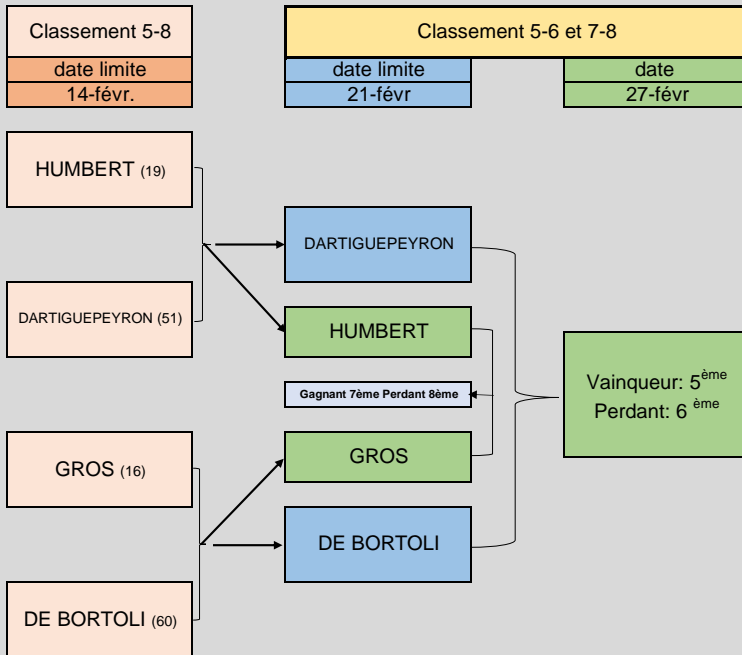 Classement 5-8
Classement 5-6 et 7-8
date limite
date limite
date
14-févr.
21-févr
27-févr
HUMBERT (19)
DARTIGUEPEYRON
DARTIGUEPEYRON (51)
HUMBERT
Vainqueur: 5ème
Perdant: 6 ème
Gagnant 7ème Perdant 8ème
GROS (16)
GROS
DE BORTOLI
DE BORTOLI (60)